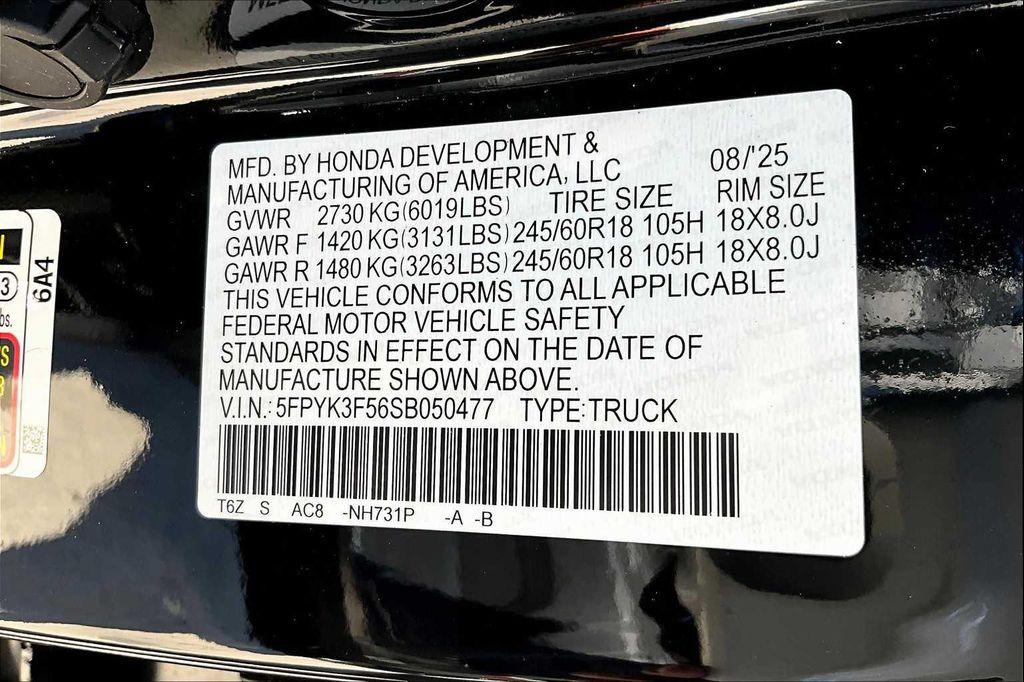 MFD. BY HONDA DEVELOPMENT &
MANUFACTURING OF AMERICA, LLC 08/'25
GVWR 2730 KG(6019LBS) TIRE SIZE RIM SIZE
GAWR F 1420 KG(3131LBS) 245/60R18 105H 18X8.0J
GAWR R 1480 KG(3263LBS) 245/60R18 105H 18X8.0J
THIS VEHICLE CONFORMS TO ALL APPLICABLE
FEDERAL MOTOR VEHICLE SAFETY
STANDARDS IN EFFECT ON THE DATE OF
MANUFACTURE SHOWN ABOVE.
V.I.N.: 5FPYK3F56SB050477 TYPE:TRUCK
T6Z S AC8 -NH731P -A -B
6A4
3